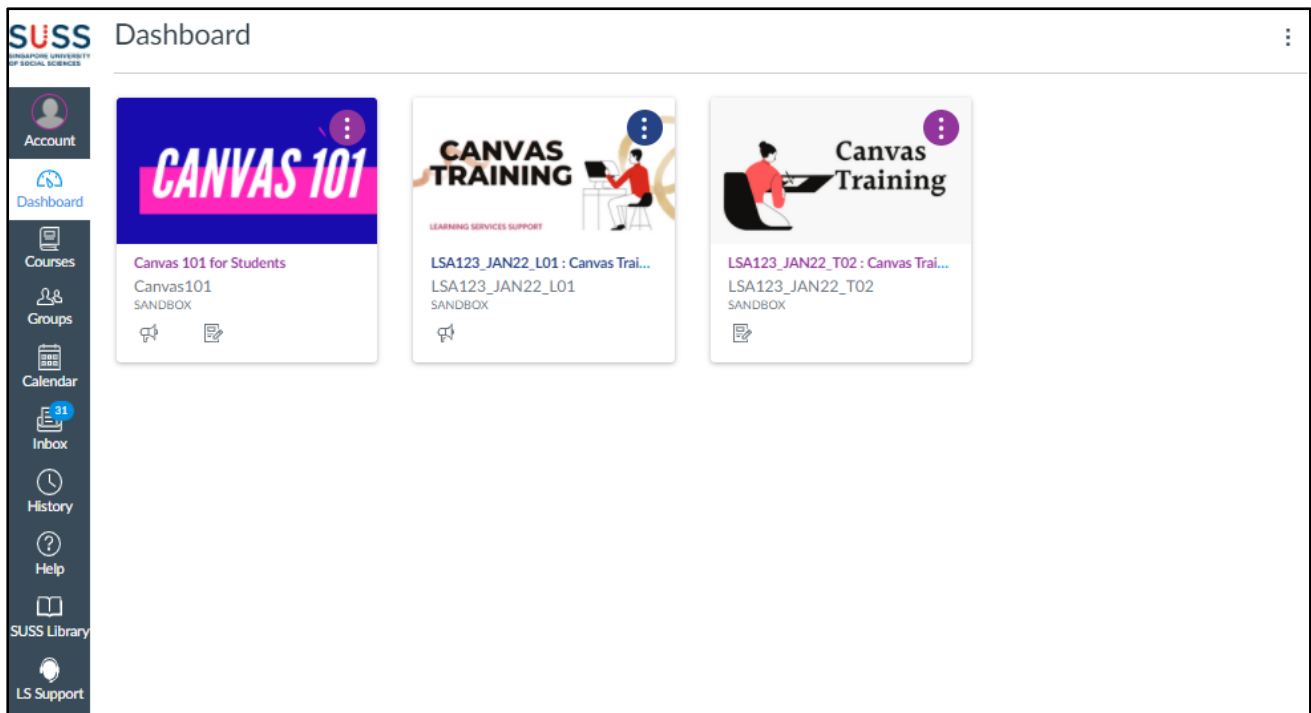 SUSS
SINGAPORE UNIVERSITY
OF SOCIAL SCIENCES
Dashboard
Account
Dashboard
Courses
Groups
Calendar
31
Inbox
History
Help
SUSS Library
LS Support
CANVAS 101
Canvas 101 for Students
Canvas101
SANDBOX
CANVAS
TRAINING
LEARNING SERVICES SUPPORT
LSA123_JAN22_L01 : Canvas Trai...
LSA123_JAN22_L01
SANDBOX
Canvas
Training
LSA123_JAN22_T02 : Canvas Trai...
LSA123_JAN22_T02
SANDBOX